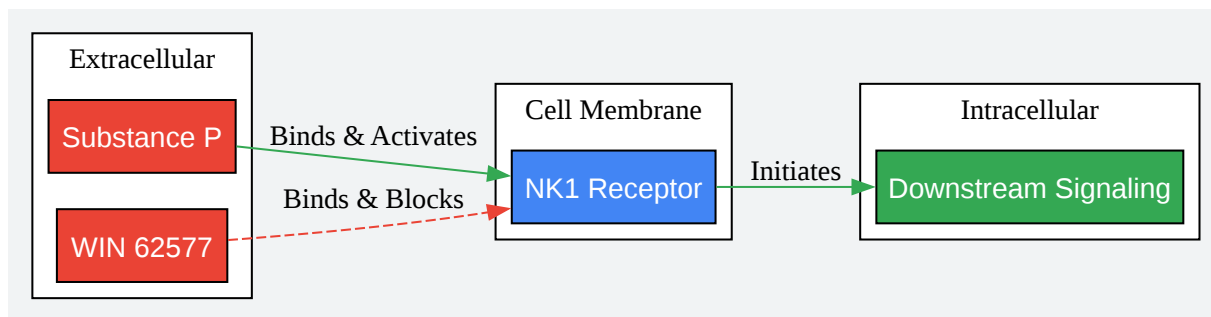 Extracellular
Substance P
WIN 62577
Binds & Activates
Binds & Blocks
Cell Membrane
NK1 Receptor
Initiates
Intracellular
Downstream Signaling